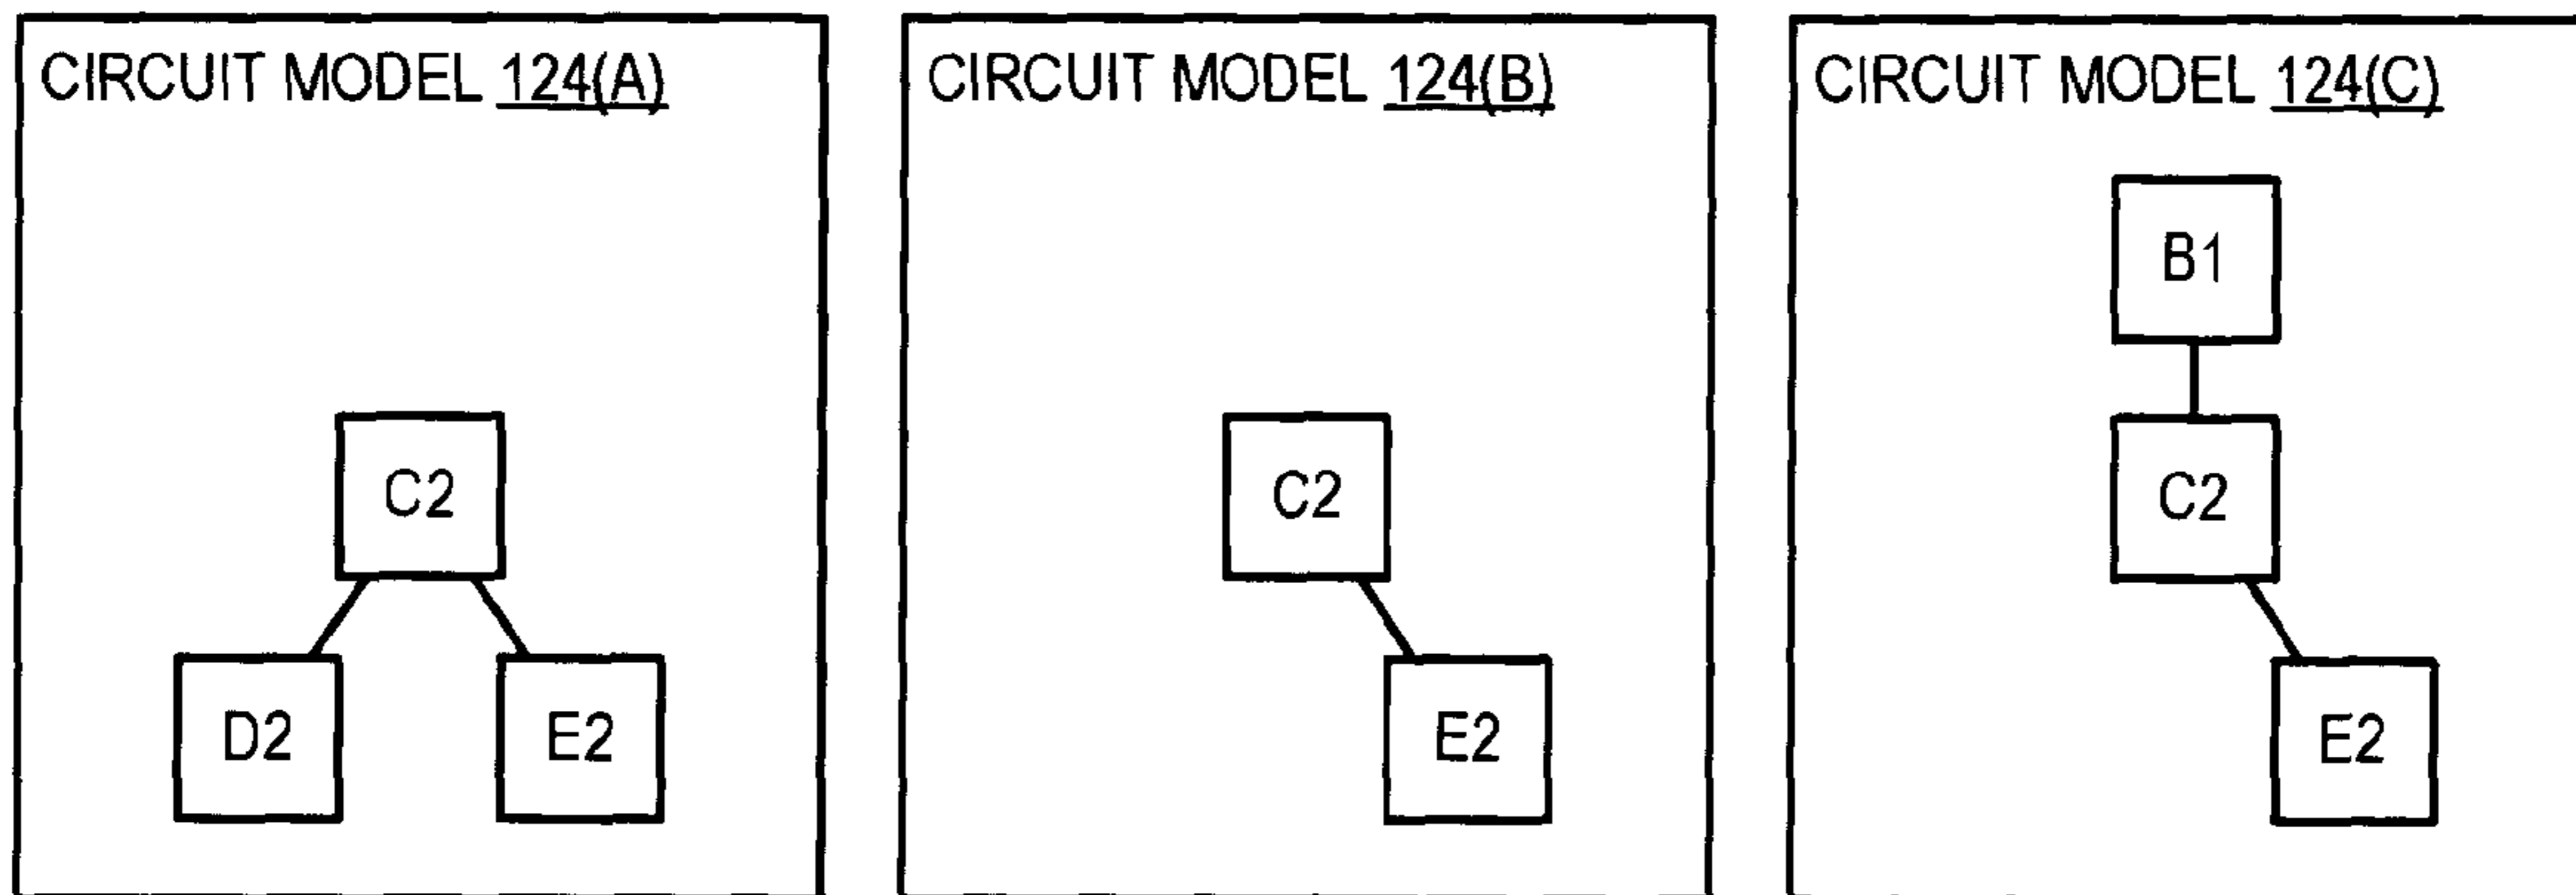 CIRCUIT MODEL 124(A)
C2
D2 E2
CIRCUIT MODEL 124(B)
C2
E2
CIRCUIT MODEL 124(C)
B1
C2
E2